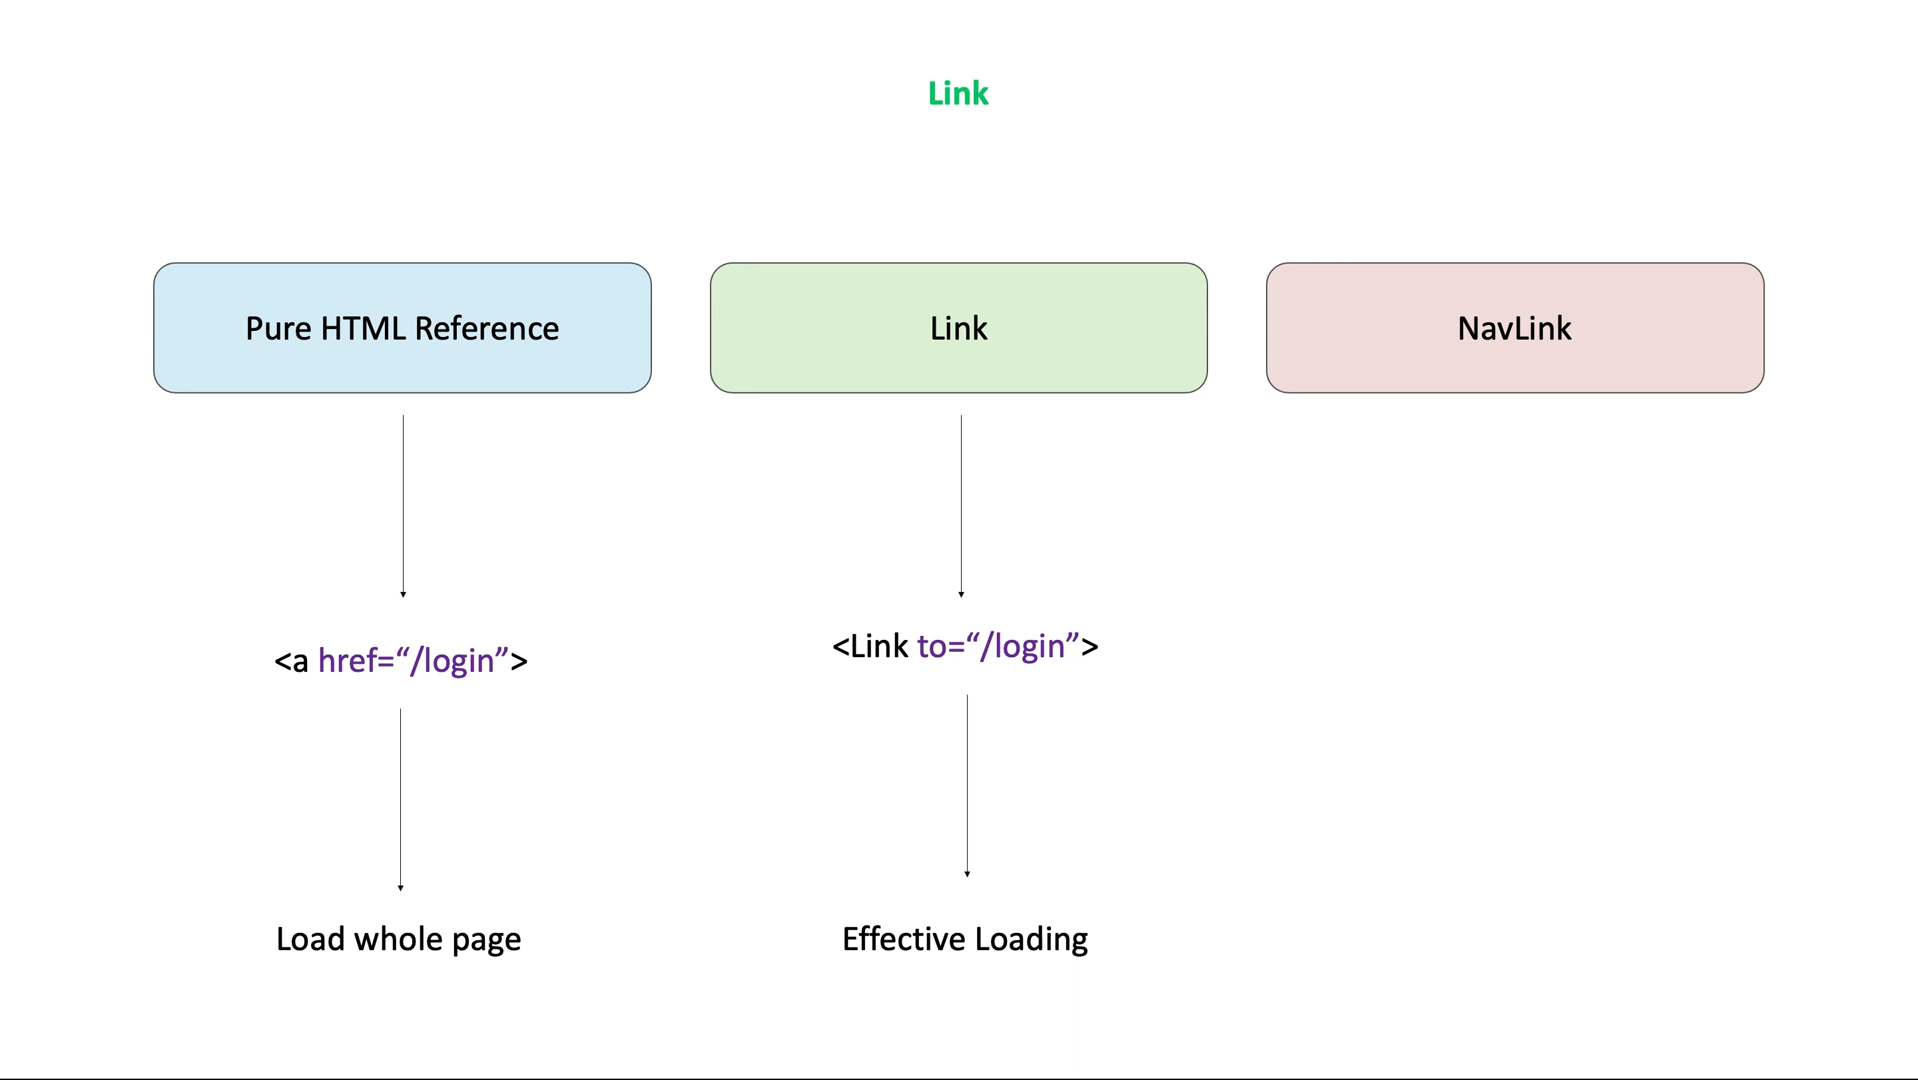 Link
Pure HTML Reference
Link
NavLink
<a href=“/login”>
<Link to=“/login”>
Load whole page
Effective Loading